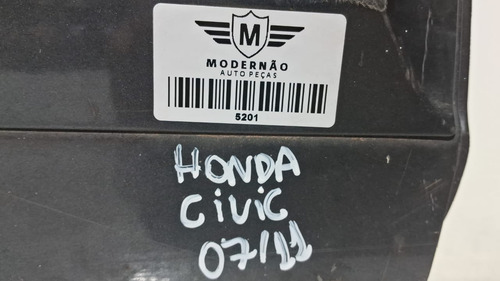 M
MODERNÃO
AUTO PEÇAS
5201
HONDA
CIVIC
07/11